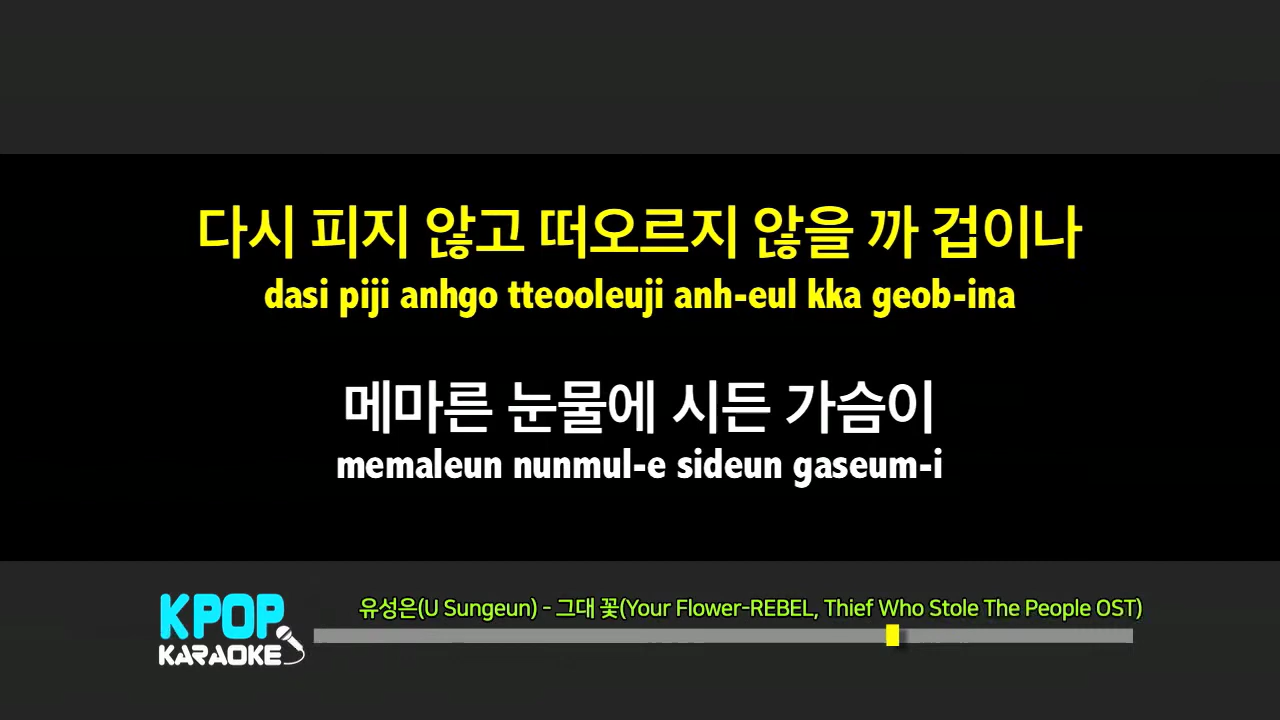 다시 피지 않고 떠오르지 않을 까 겁이나
dasi piji anhgo tteooleuji anh-eul kka geob-ina
메마른 눈물에 시든 가슴이
memaleun nunmul-e sideun gaseum-i
유성은(U Sungeun) - 그대 꽃(Your Flower-REBEL, Thief Who Stole The People OST)
KPOP
KARAOKE